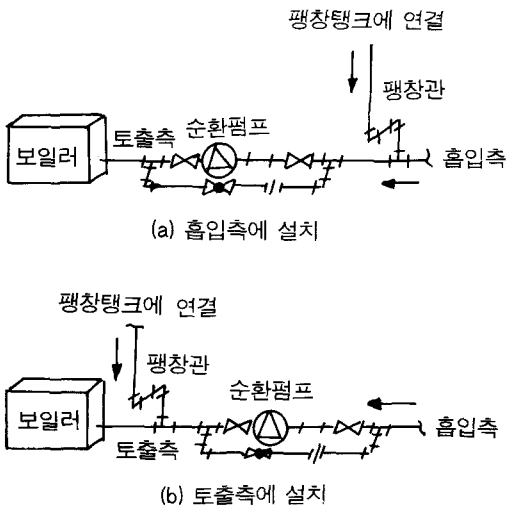 팽창탱크에 연결
팽창관
순환펌프
토출측
보일러
흡입측
(a) 흡입측에 설치
팽창탱크에 연결
팽창관
순환펌프
보일러
흡입측
토출측
(b) 토출측에 설치